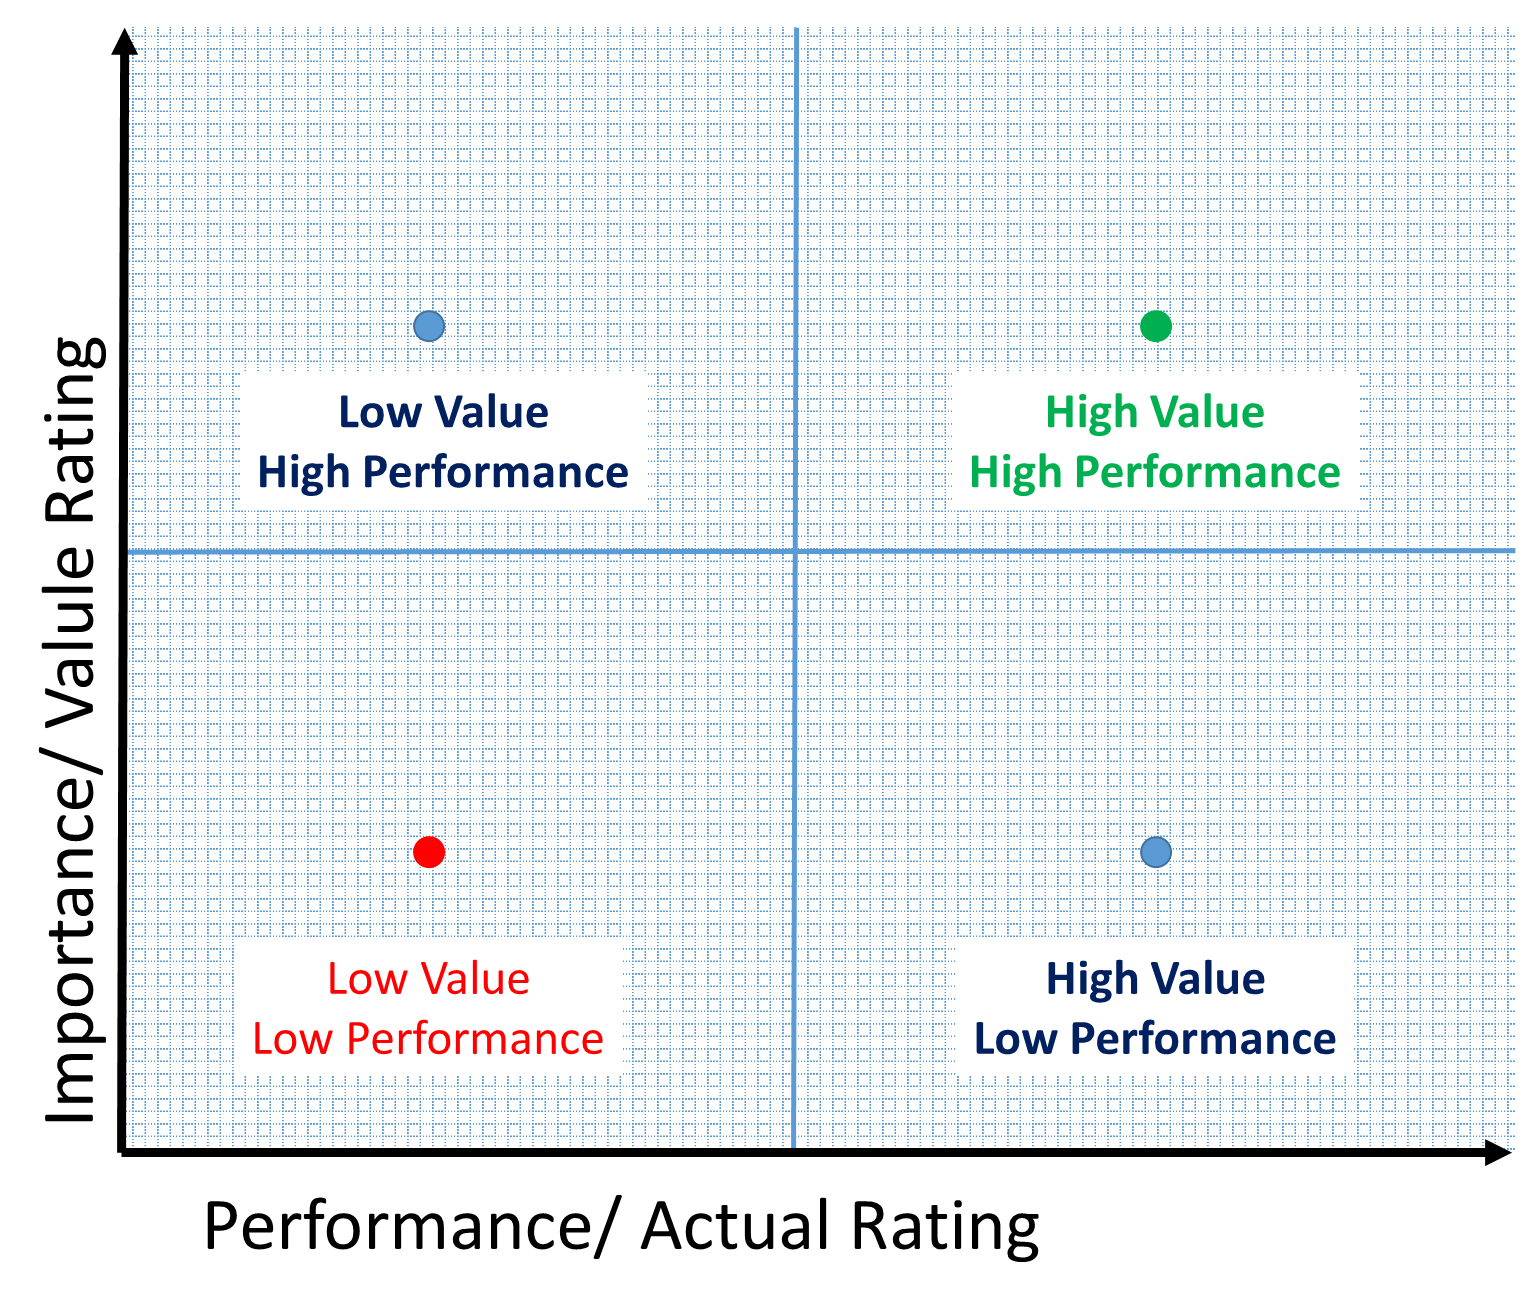 Importance/ Valule Rating
Low Value
High Performance
High Value
High Performance
Low Value
Low Performance
High Value
Low Performance
Performance/ Actual Rating